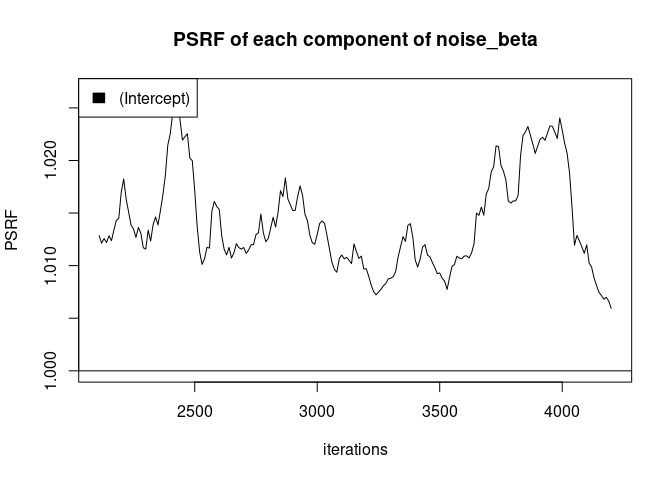 PSRF of each component of noise_beta
(Intercept)
PSRF
1.020
1.010
1.000
2500 3000 3500 4000
iterations